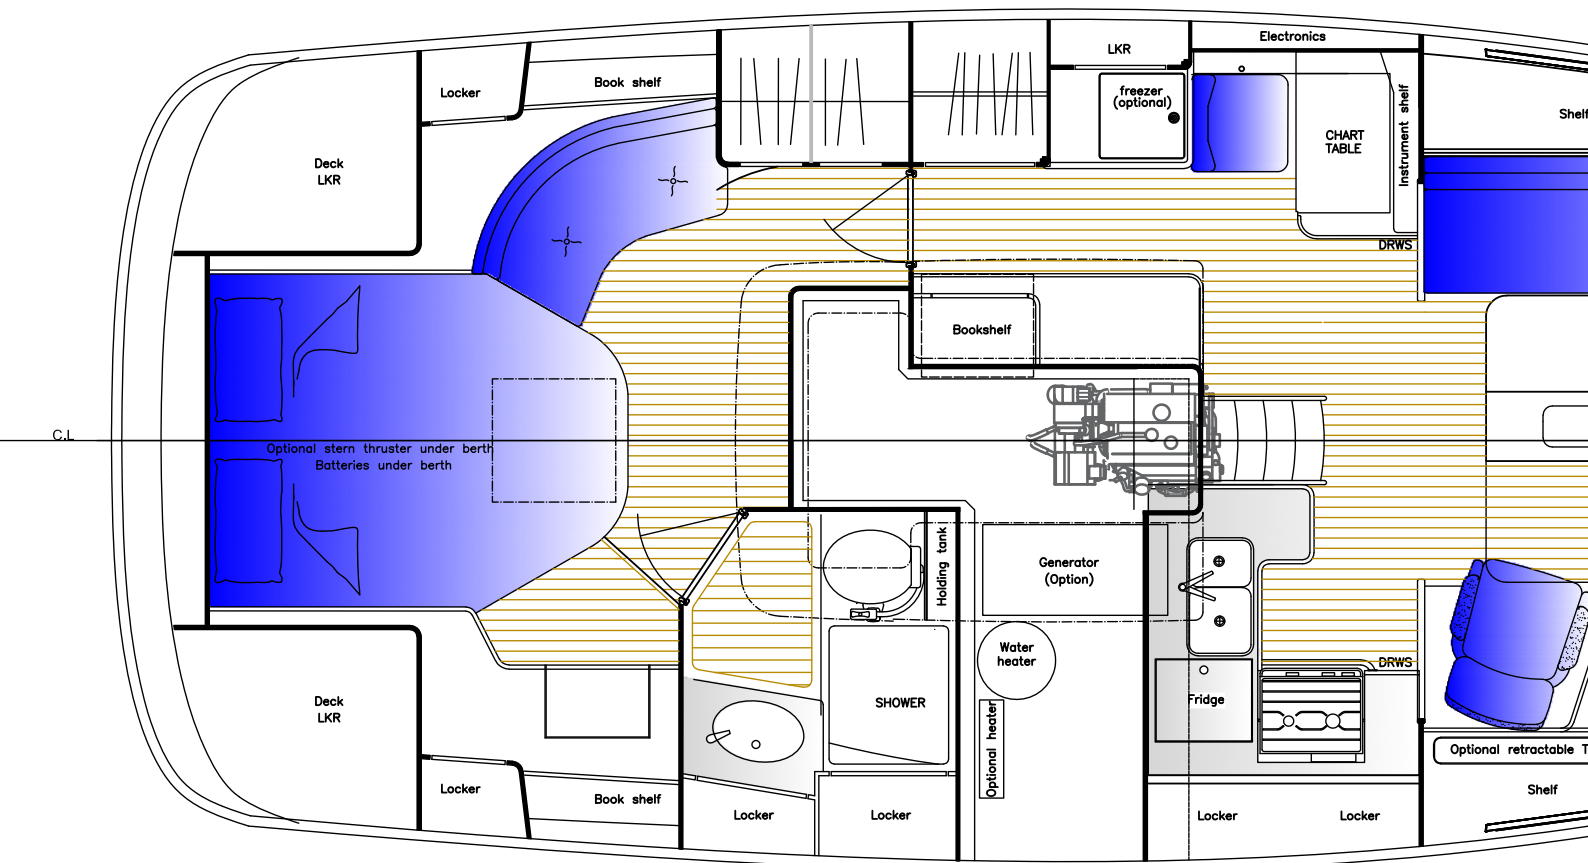 Electronics
LKR
Locker
Book shelf
freezer
(optional)
Instrument shelf
CHART
TABLE
Shelf
Deck
LKR
DRWS
Bookshelf
C.L
Optional stern thruster under berth
Batteries under berth
Holding tank
Generator
(Option)
Water
heater
DRWS
Deck
LKR
SHOWER
Fridge
Optional heater
Optional retractable T
Locker
Book shelf
Shelf
Locker
Locker
Locker
Locker